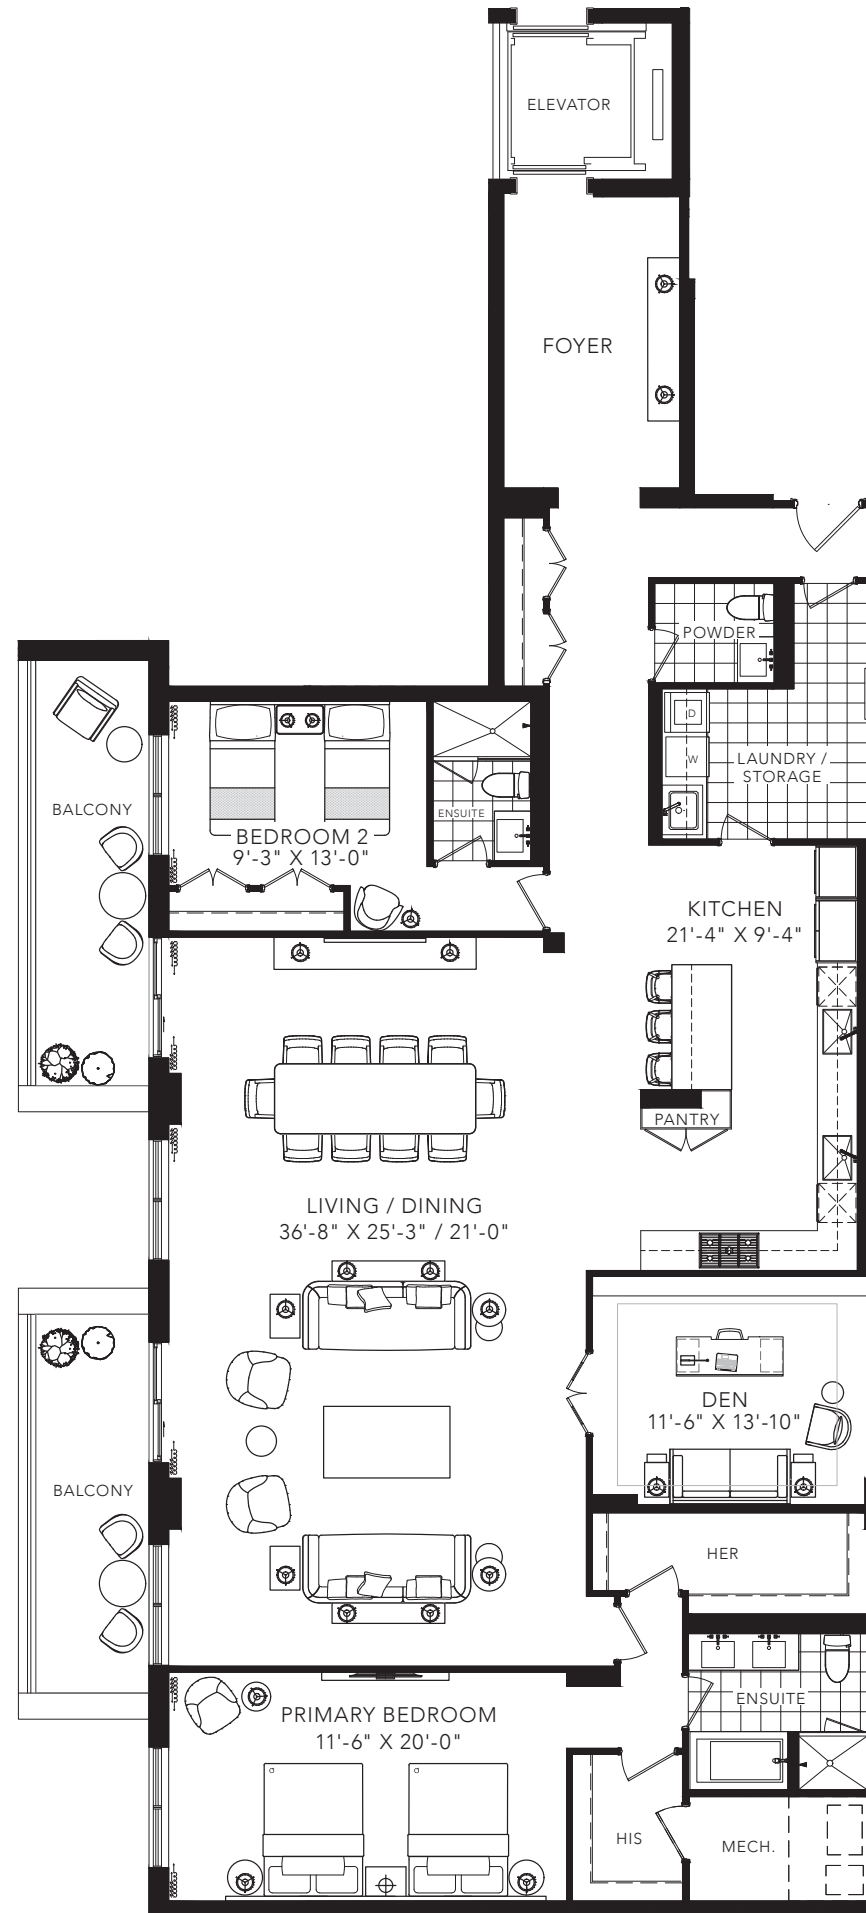 ELEVATOR
FOYER
POWDER
D
W
LAUNDRY /
STORAGE
BALCONY
ENSUITE
BEDROOM 2
9'-3" X 13'-0"
KITCHEN
21'-4" X 9'-4"
PANTRY
LIVING / DINING
36'-8" X 25'-3" / 21'-0"
DEN
11'-6" X 13'-10"
BALCONY
HER
ENSUITE
PRIMARY BEDROOM
11'-6" X 20'-0"
HIS
MECH.